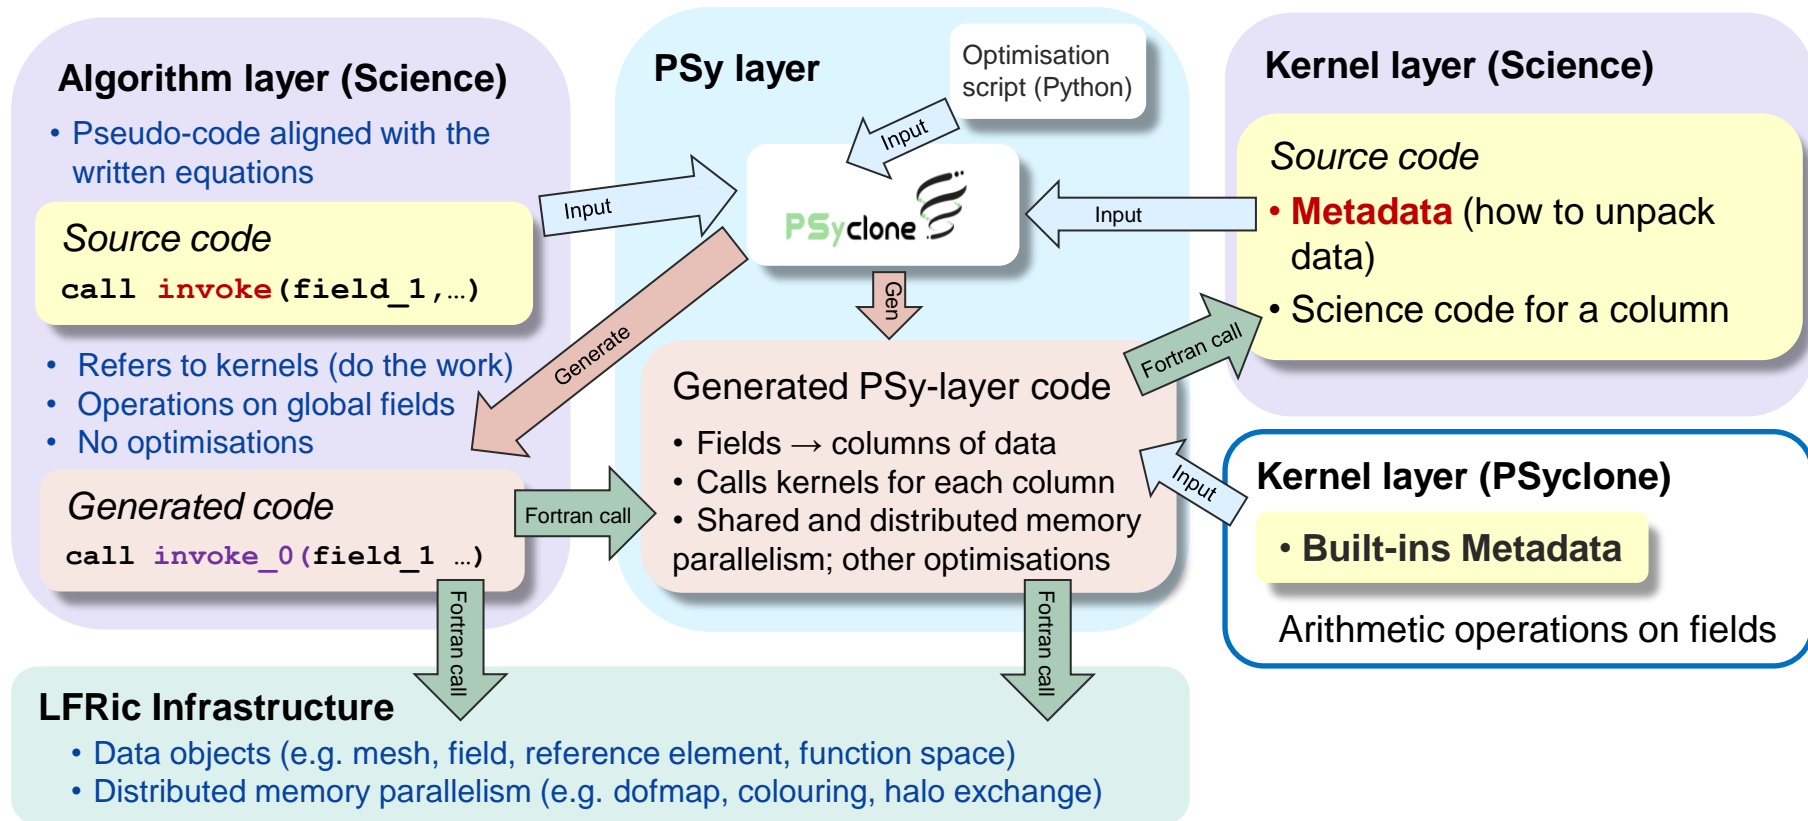 Algorithm layer (Science)
• Pseudo-code aligned with the
written equations
Source code
call invoke(field_1,…)
• Refers to kernels (do the work)
• Operations on global fields
• No optimisations
Generated code
call invoke_0(field_1 …)
Input
Generate
Fortran call
Fortran call
PSy layer
Optimisation
script (Python)
Input
PSyclone
Gen
Generated PSy-layer code
• Fields → columns of data
• Calls kernels for each column
• Shared and distributed memory
parallelism; other optimisations
Fortran call
Fortran call
Input
Input
Kernel layer (Science)
Source code
• Metadata (how to unpack
data)
• Science code for a column
Kernel layer (PSyclone)
• Built-ins Metadata
Arithmetic operations on fields
LFRic Infrastructure
• Data objects (e.g. mesh, field, reference element, function space)
• Distributed memory parallelism (e.g. dofmap, colouring, halo exchange)